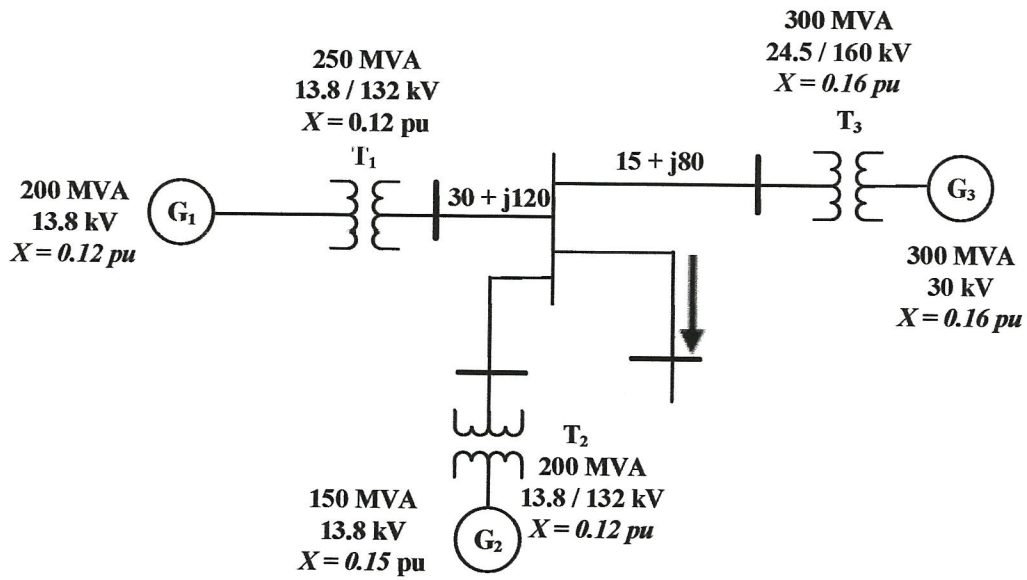 300 MVA
24.5 / 160 kV
X = 0.16 pu
T₃
250 MVA
13.8 / 132 kV
X = 0.12 pu
T₁
15 + j80
200 MVA
13.8 kV
X = 0.12 pu
G₁
30 + j120
G₃
300 MVA
30 kV
X = 0.16 pu
T₂
200 MVA
13.8 / 132 kV
X = 0.12 pu
150 MVA
13.8 kV
X = 0.15 pu
G₂